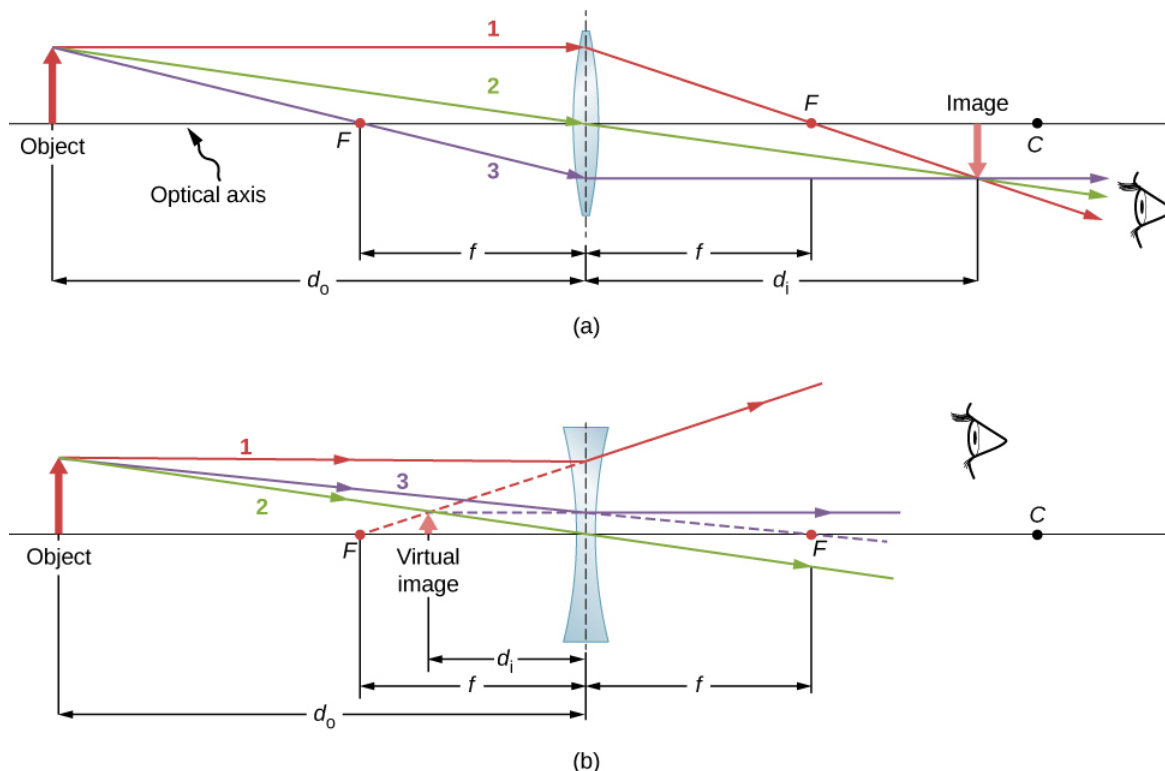 1
2
F
Image
Object
F
3
C
Optical axis
f
f
dₒ
dᵢ
(a)
1
3
2
C
Object
F
Virtual
image
F
dᵢ
f
f
dₒ
(b)